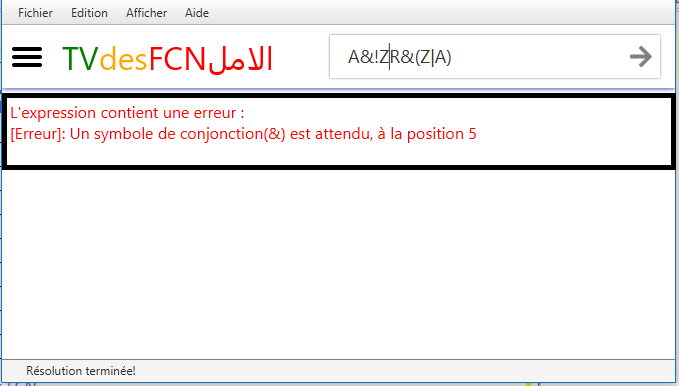 Fichier Edition Afficher Aide
TVdesFCNالامل
A&!ZR&(Z|A)
L'expression contient une erreur :
[Erreur]: Un symbole de conjonction(&) est attendu, à la position 5
Résolution terminée!